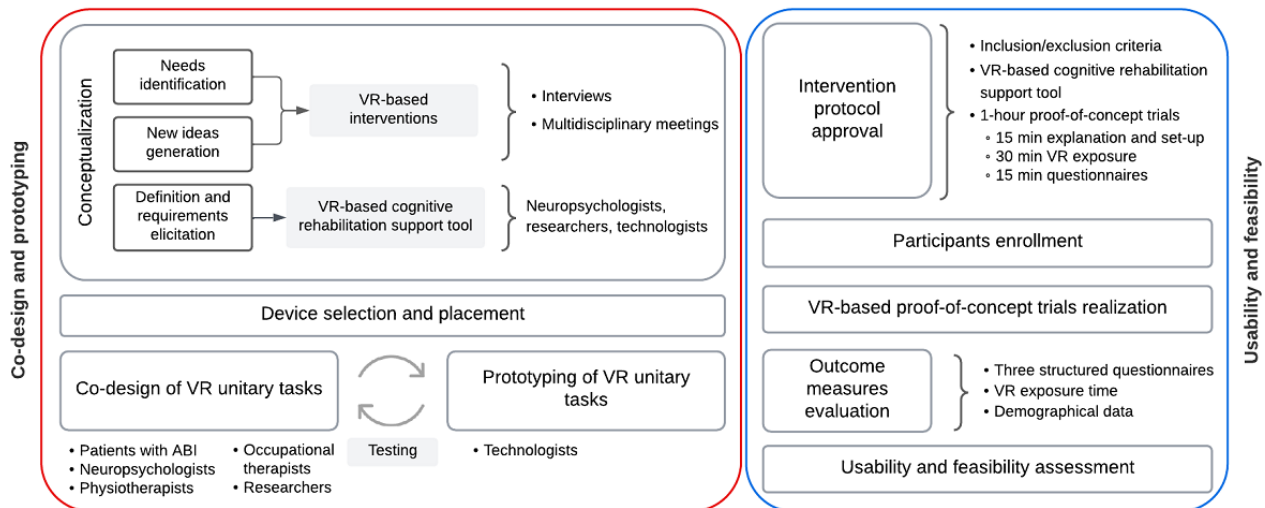 Co-design and prototyping
Conceptualization
Needs
identification
New ideas
generation
VR-based
interventions
• Interviews
• Multidisciplinary meetings
Definition and
requirements
elicitation
VR-based cognitive
rehabilitation support tool
Neuropsychologists,
researchers, technologists
Device selection and placement
Co-design of VR unitary tasks
Prototyping of VR unitary
tasks
• Patients with ABI
• Neuropsychologists
• Physiotherapists
• Occupational
therapists
• Researchers
Testing
• Technologists
Intervention
protocol
approval
• Inclusion/exclusion criteria
• VR-based cognitive rehabilitation
support tool
• 1-hour proof-of-concept trials
◦ 15 min explanation and set-up
◦ 30 min VR exposure
◦ 15 min questionnaires
Participants enrollment
VR-based proof-of-concept trials realization
Outcome
measures
evaluation
• Three structured questionnaires
• VR exposure time
• Demographical data
Usability and feasibility assessment
Usability and feasibility